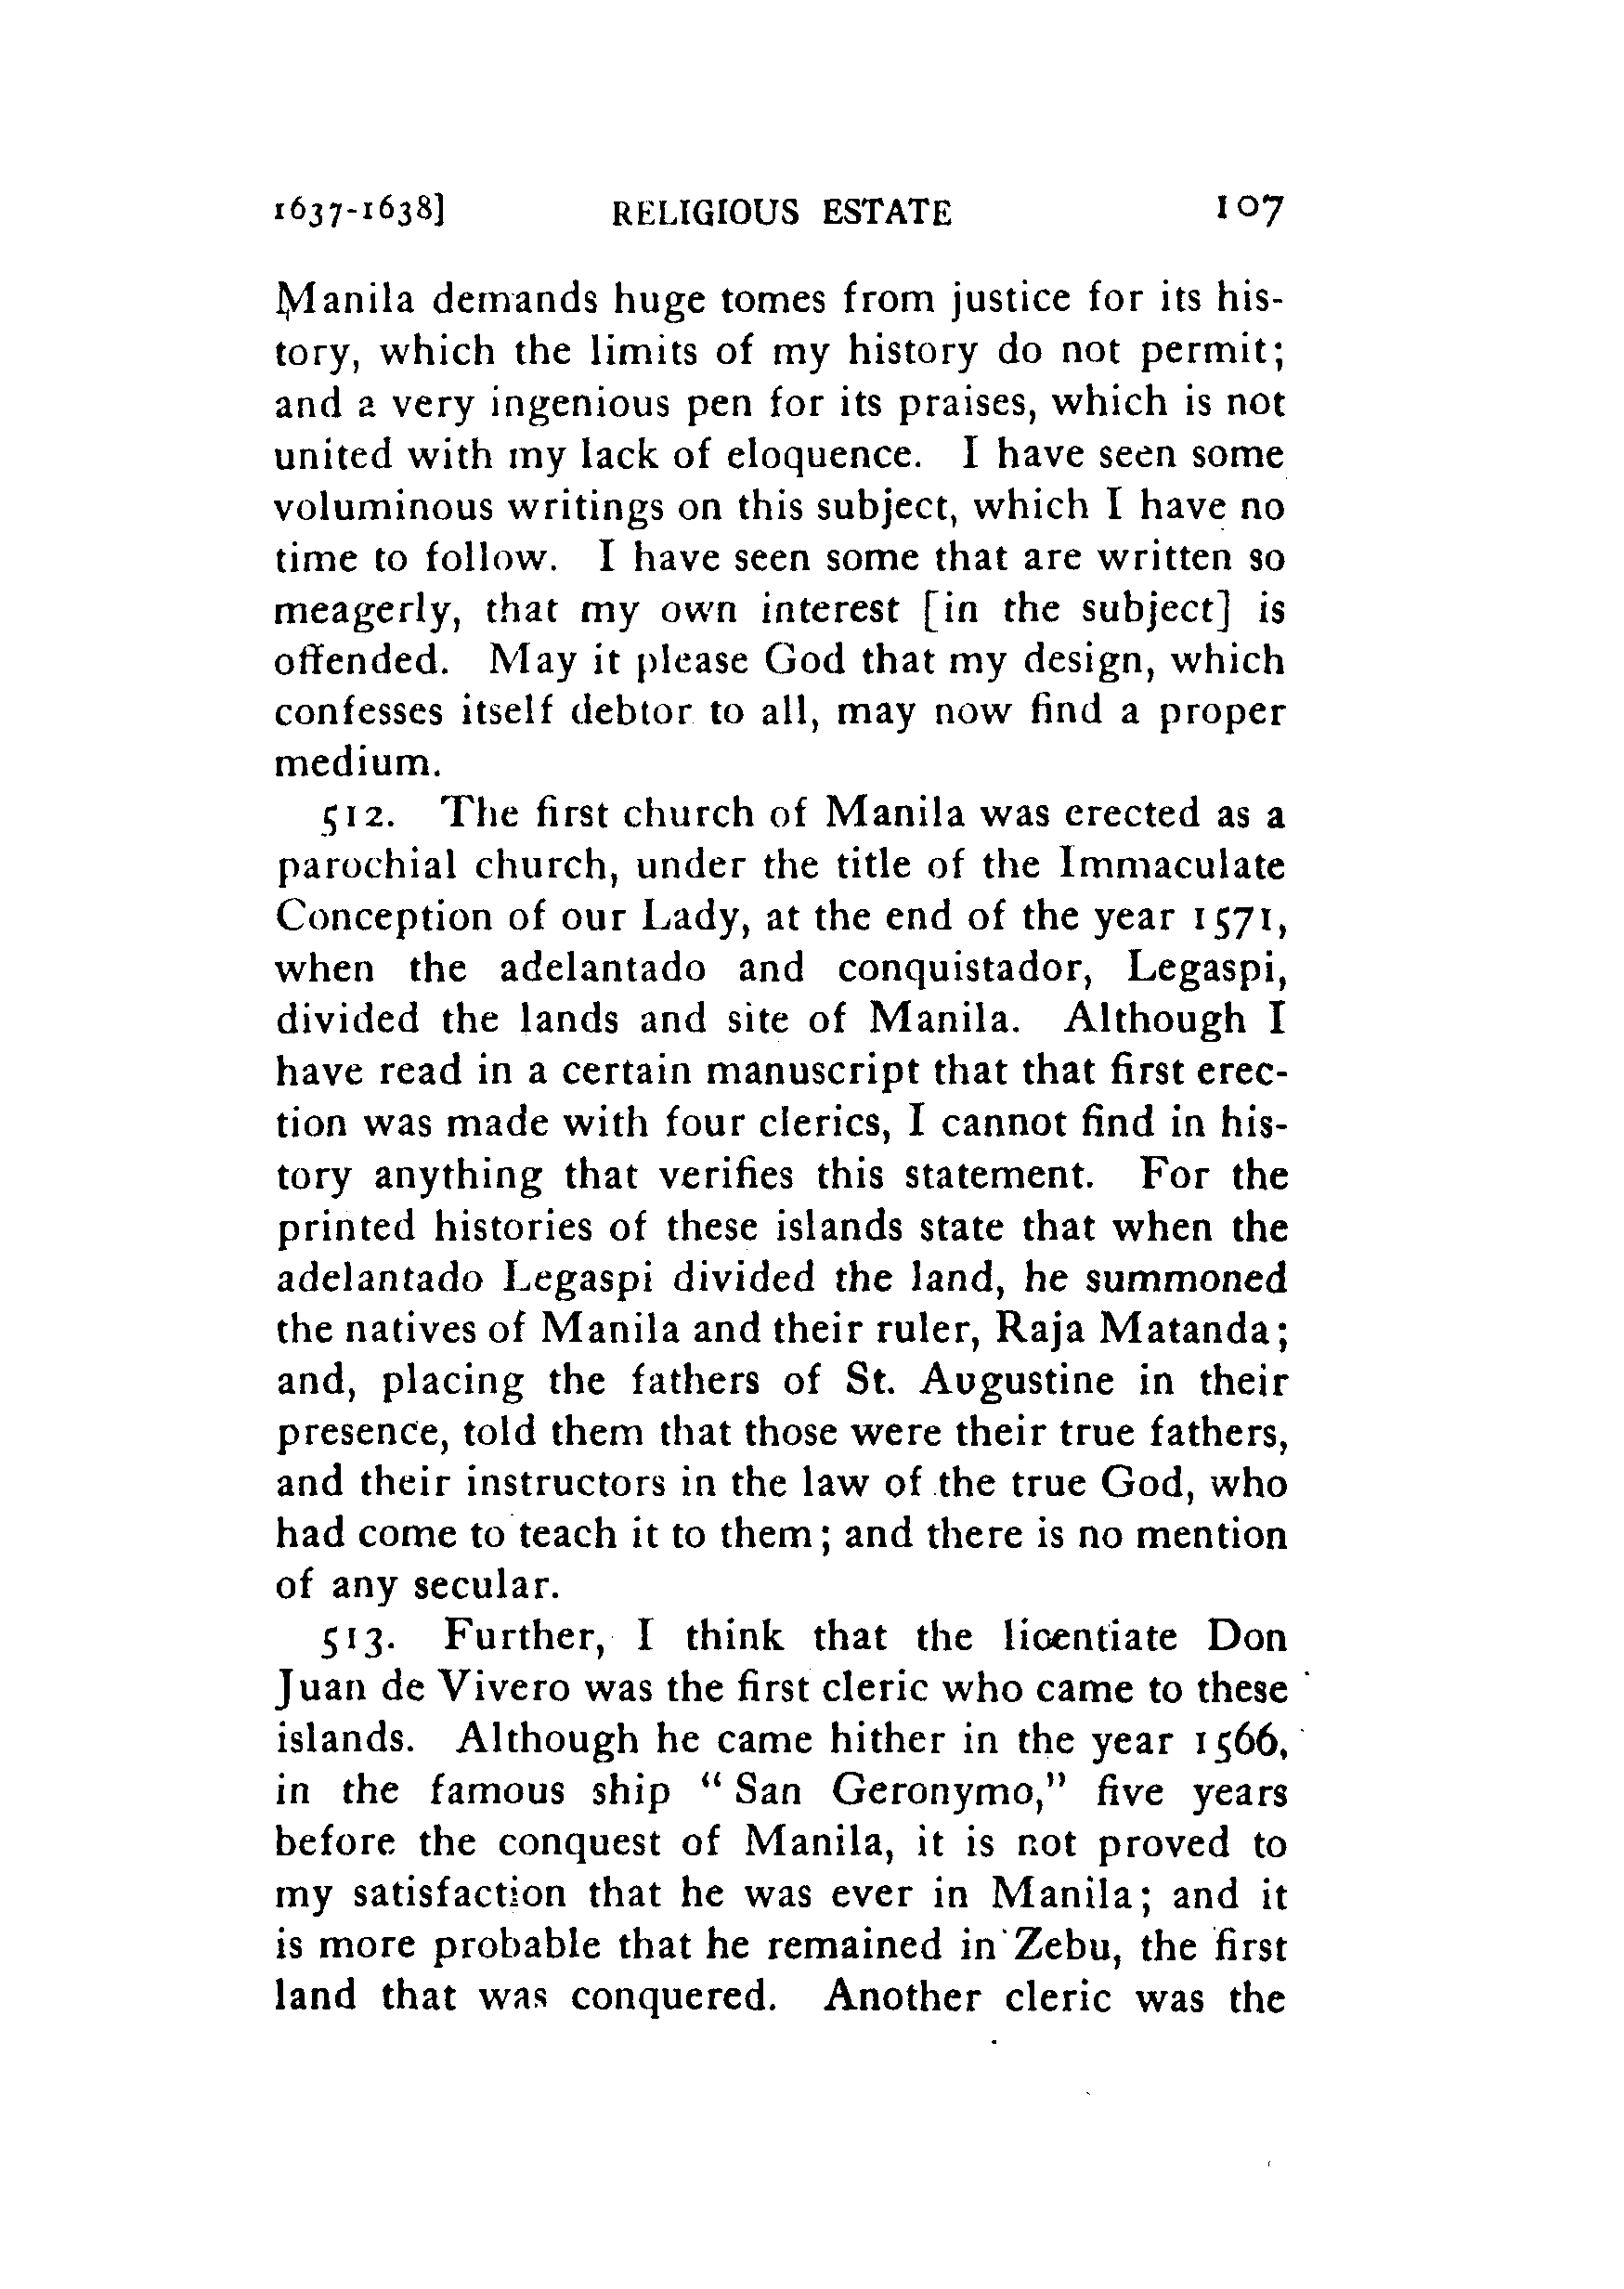 1637-1638] RELIGIOUS ESTATE 107
Manila demands huge tomes from justice for its his-
tory, which the limits of my history do not permit;
and a very ingenious pen for its praises, which is not
united with my lack of eloquence. I have seen some
voluminous writings on this subject, which I have no
time to follow. I have seen some that are written so
meagerly, that my own interest [in the subject] is
offended. May it please God that my design, which
confesses itself debtor to all, may now find a proper
medium.
512. The first church of Manila was erected as a
parochial church, under the title of the Immaculate
Conception of our Lady, at the end of the year 1571,
when the adelantado and conquistador, Legaspi,
divided the lands and site of Manila. Although I
have read in a certain manuscript that that first erec-
tion was made with four clerics, I cannot find in his-
tory anything that verifies this statement. For the
printed histories of these islands state that when the
adelantado Legaspi divided the land, he summoned
the natives of Manila and their ruler, Raja Matanda;
and, placing the fathers of St. Augustine in their
presence, told them that those were their true fathers,
and their instructors in the law of the true God, who
had come to teach it to them; and there is no mention
of any secular.
513. Further, I think that the licentiate Don
Juan de Vivero was the first cleric who came to these
islands. Although he came hither in the year 1566,
in the famous ship "San Geronymo," five years
before the conquest of Manila, it is not proved to
my satisfaction that he was ever in Manila; and it
is more probable that he remained in Zebu, the first
land that was conquered. Another cleric was the